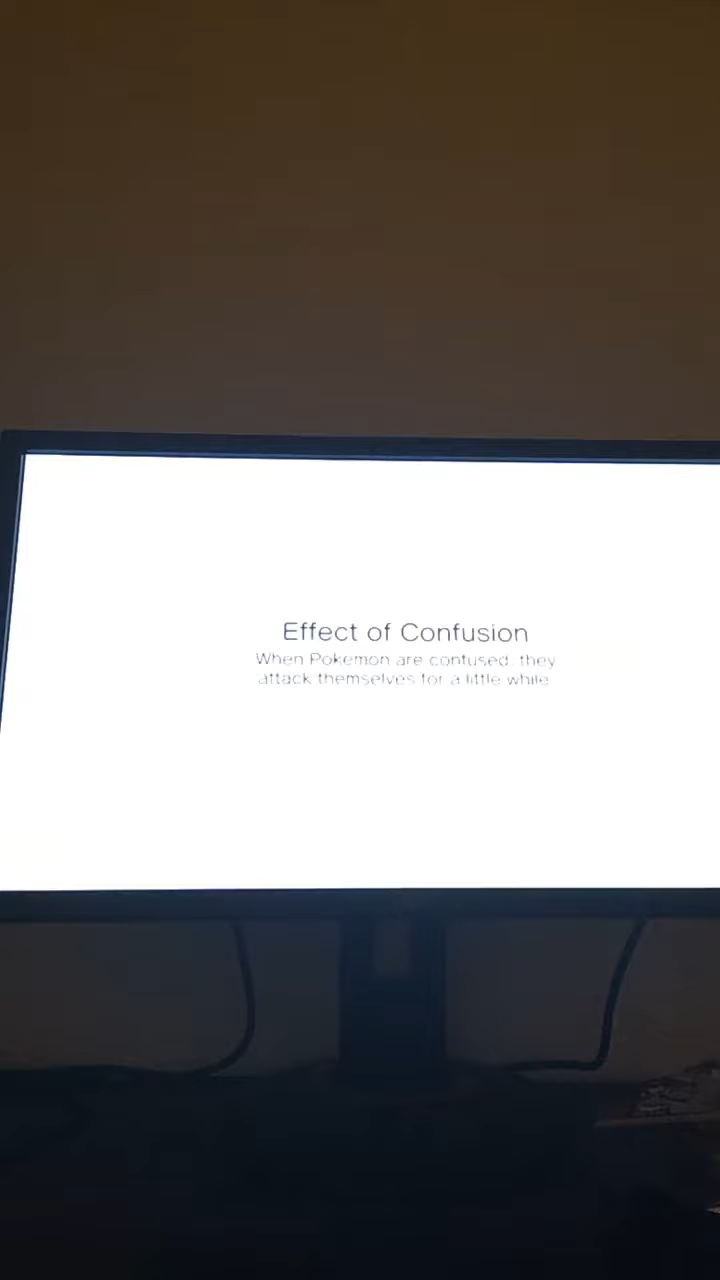 Effect of Confusion
When Pokemon are confused, they
attack themselves for a little while